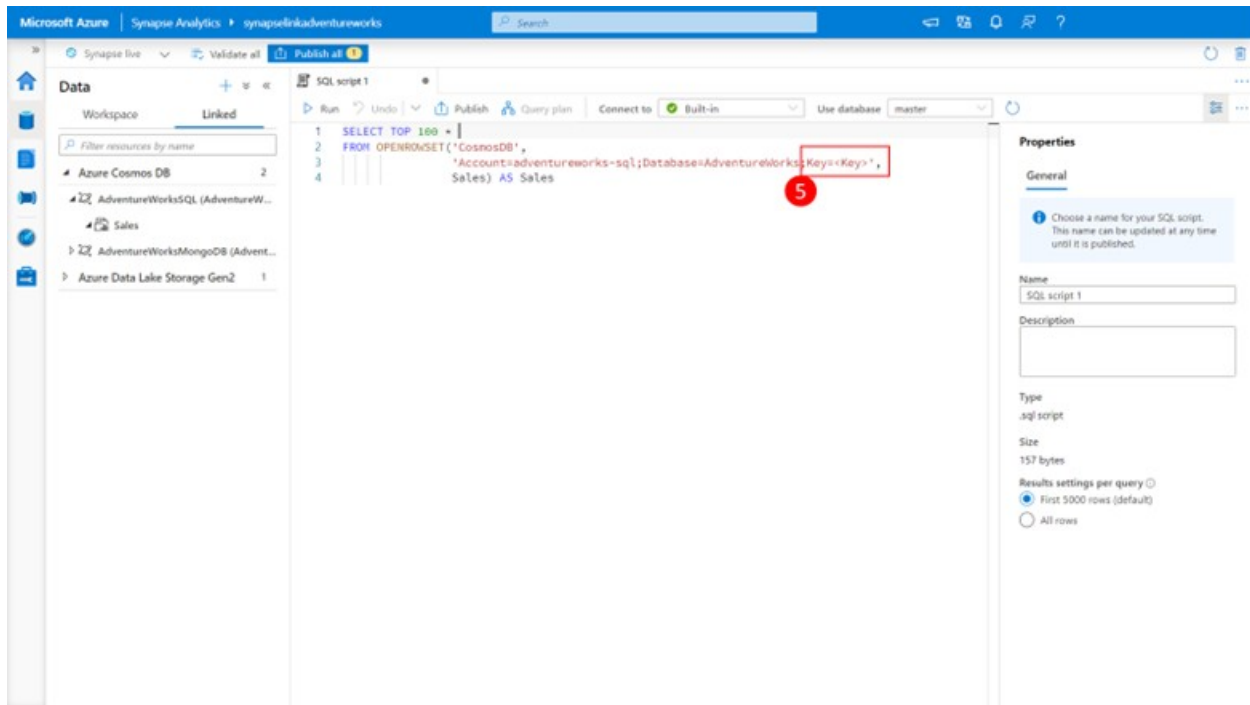 Microsoft Azure | Synapse Analytics ▸ synapselinkadventureworks
Search
?
Synapse live
Validate all
Publish all 1
Data
Workspace
Linked
Filter resources by name
Azure Cosmos DB 2
AdventureWorksSQL (AdventureW...
Sales
AdventureWorksMongoDB (Advent...
Azure Data Lake Storage Gen2 1
SQL script 1
Run
Undo
Publish
Query plan
Connect to
Built-in
Use database
master
1 SELECT TOP 100 *
2 FROM OPENROWSET('CosmosDB',
3 'Account=adventureworks-sql;Database=AdventureWorks;Key=<Key>',
4 Sales) AS Sales
5
Properties
General
Choose a name for your SQL script.
This name can be updated at any time
until it is published.
Name
SQL script 1
Description
Type
.sql script
Size
157 bytes
Results settings per query
First 5000 rows (default)
All rows